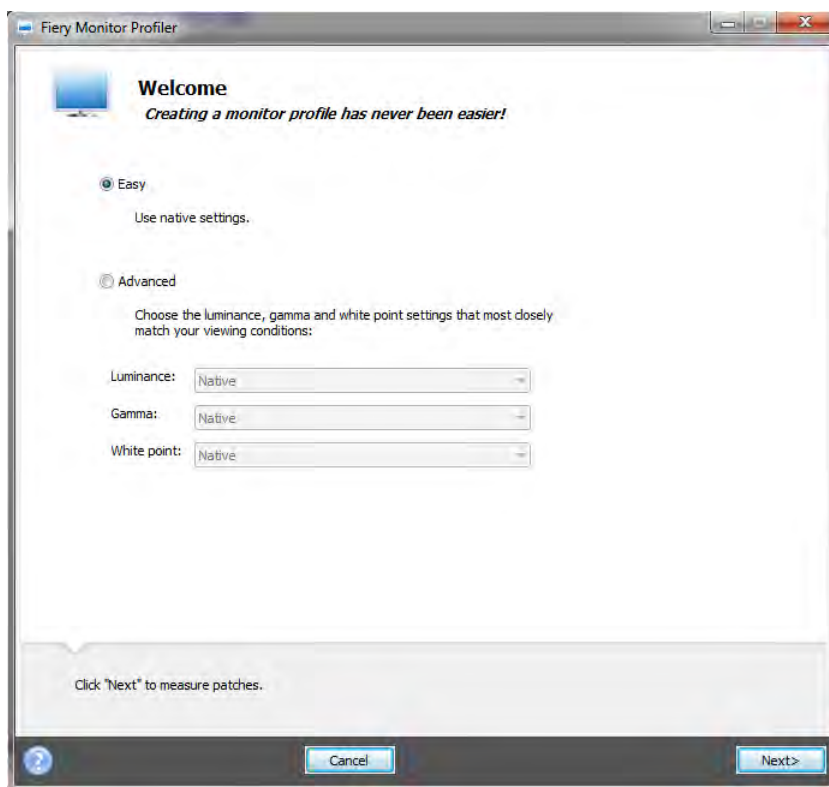 Fiery Monitor Profiler
Welcome
Creating a monitor profile has never been easier!
Easy
Use native settings.
Advanced
Choose the luminance, gamma and white point settings that most closely
match your viewing conditions:
Luminance: Native
Gamma: Native
White point: Native
Click "Next" to measure patches.
? Cancel Next>